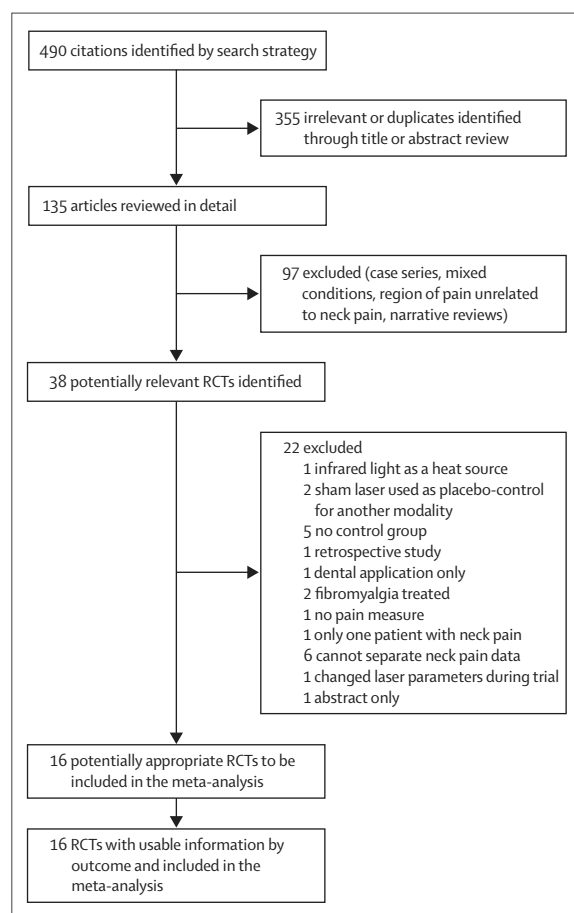 490 citations identified by search strategy
355 irrelevant or duplicates identified
through title or abstract review
135 articles reviewed in detail
97 excluded (case series, mixed
conditions, region of pain unrelated
to neck pain, narrative reviews)
38 potentially relevant RCTs identified
22 excluded
1 infrared light as a heat source
2 sham laser used as placebo-control
for another modality
5 no control group
1 retrospective study
1 dental application only
2 fibromyalgia treated
1 no pain measure
1 only one patient with neck pain
6 cannot separate neck pain data
1 changed laser parameters during trial
1 abstract only
16 potentially appropriate RCTs to be
included in the meta-analysis
16 RCTs with usable information by
outcome and included in the
meta-analysis